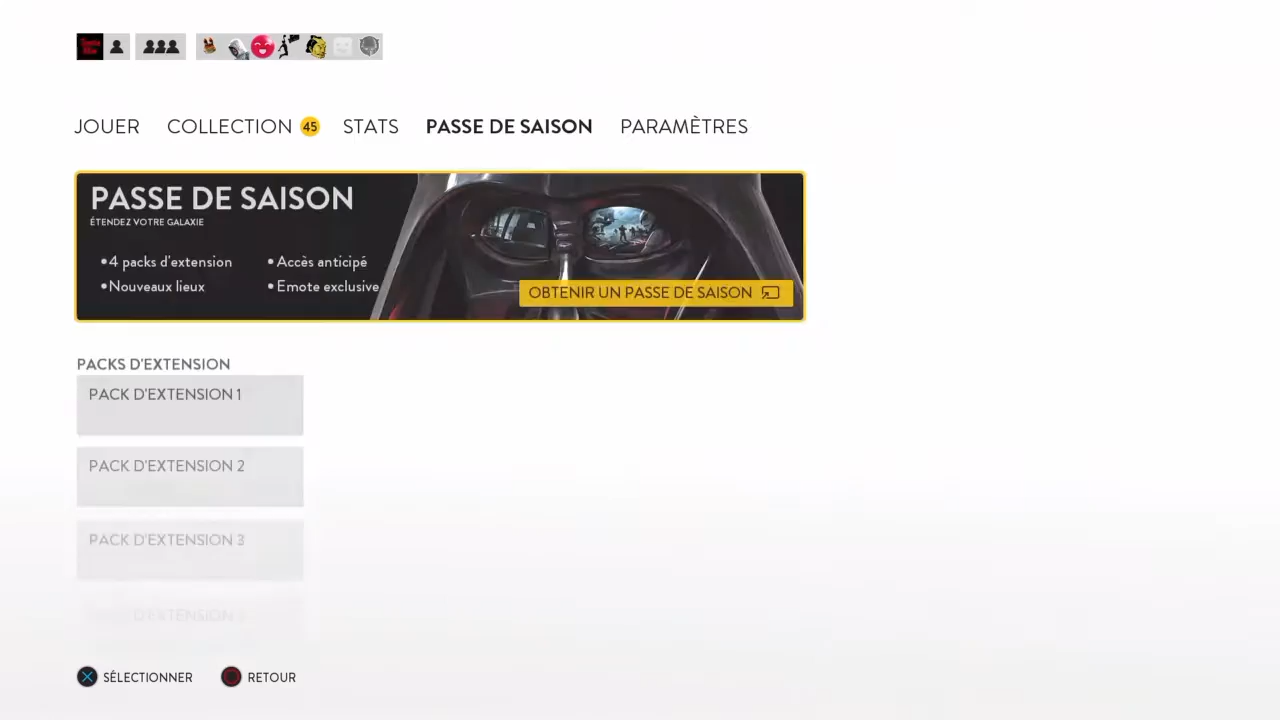 JOUER COLLECTION 45 STATS PASSE DE SAISON PARAMÈTRES
PASSE DE SAISON
ÉTENDEZ VOTRE GALAXIE
•4 packs d'extension •Accès anticipé
•Nouveaux lieux •Emote exclusive
OBTENIR UN PASSE DE SAISON
PACKS D'EXTENSION
PACK D'EXTENSION 1
PACK D'EXTENSION 2
PACK D'EXTENSION 3
D'EXTENSION
SÉLECTIONNER RETOUR